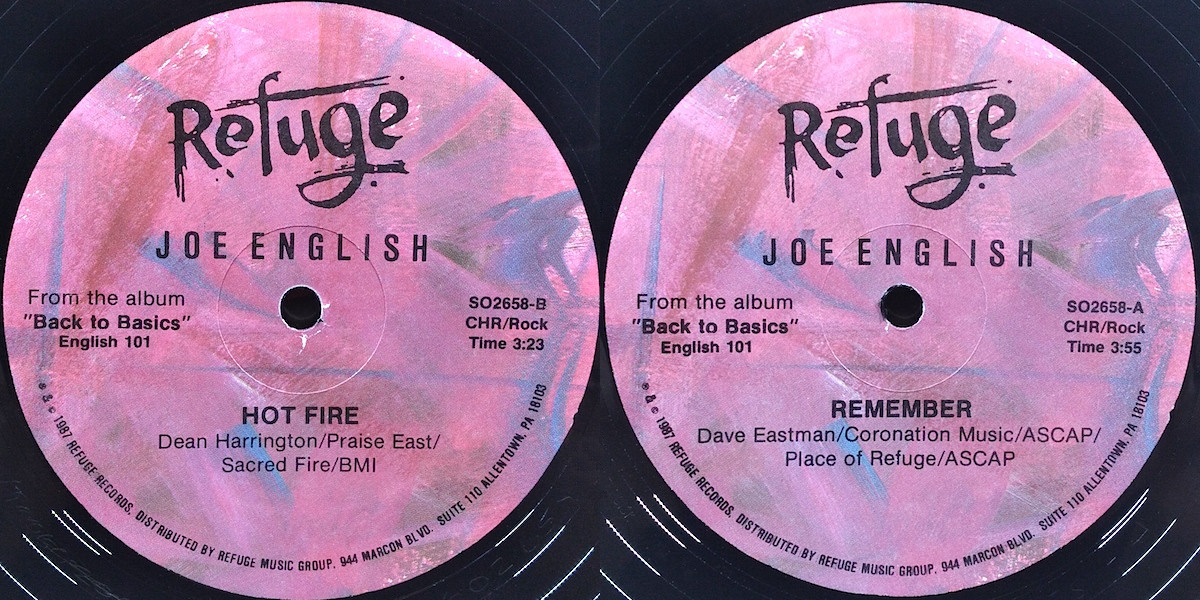 Refuge
JOE ENGLISH
From the album
"Back to Basics"
English 101
SO2658-B
CHR/Rock
Time 3:23
HOT FIRE
Dean Harrington/Praise East/
Sacred Fire/BMI
℗ & © 1987 REFUGE RECORDS. DISTRIBUTED BY REFUGE MUSIC GROUP. 944 MARCON BLVD. SUITE 110 ALLENTOWN, PA 18103
Refuge
JOE ENGLISH
From the album
"Back to Basics"
English 101
SO2658-A
CHR/Rock
Time 3:55
REMEMBER
Dave Eastman/Coronation Music/ASCAP/
Place of Refuge/ASCAP
℗ & © 1987 REFUGE RECORDS. DISTRIBUTED BY REFUGE MUSIC GROUP. 944 MARCON BLVD. SUITE 110 ALLENTOWN, PA 18103